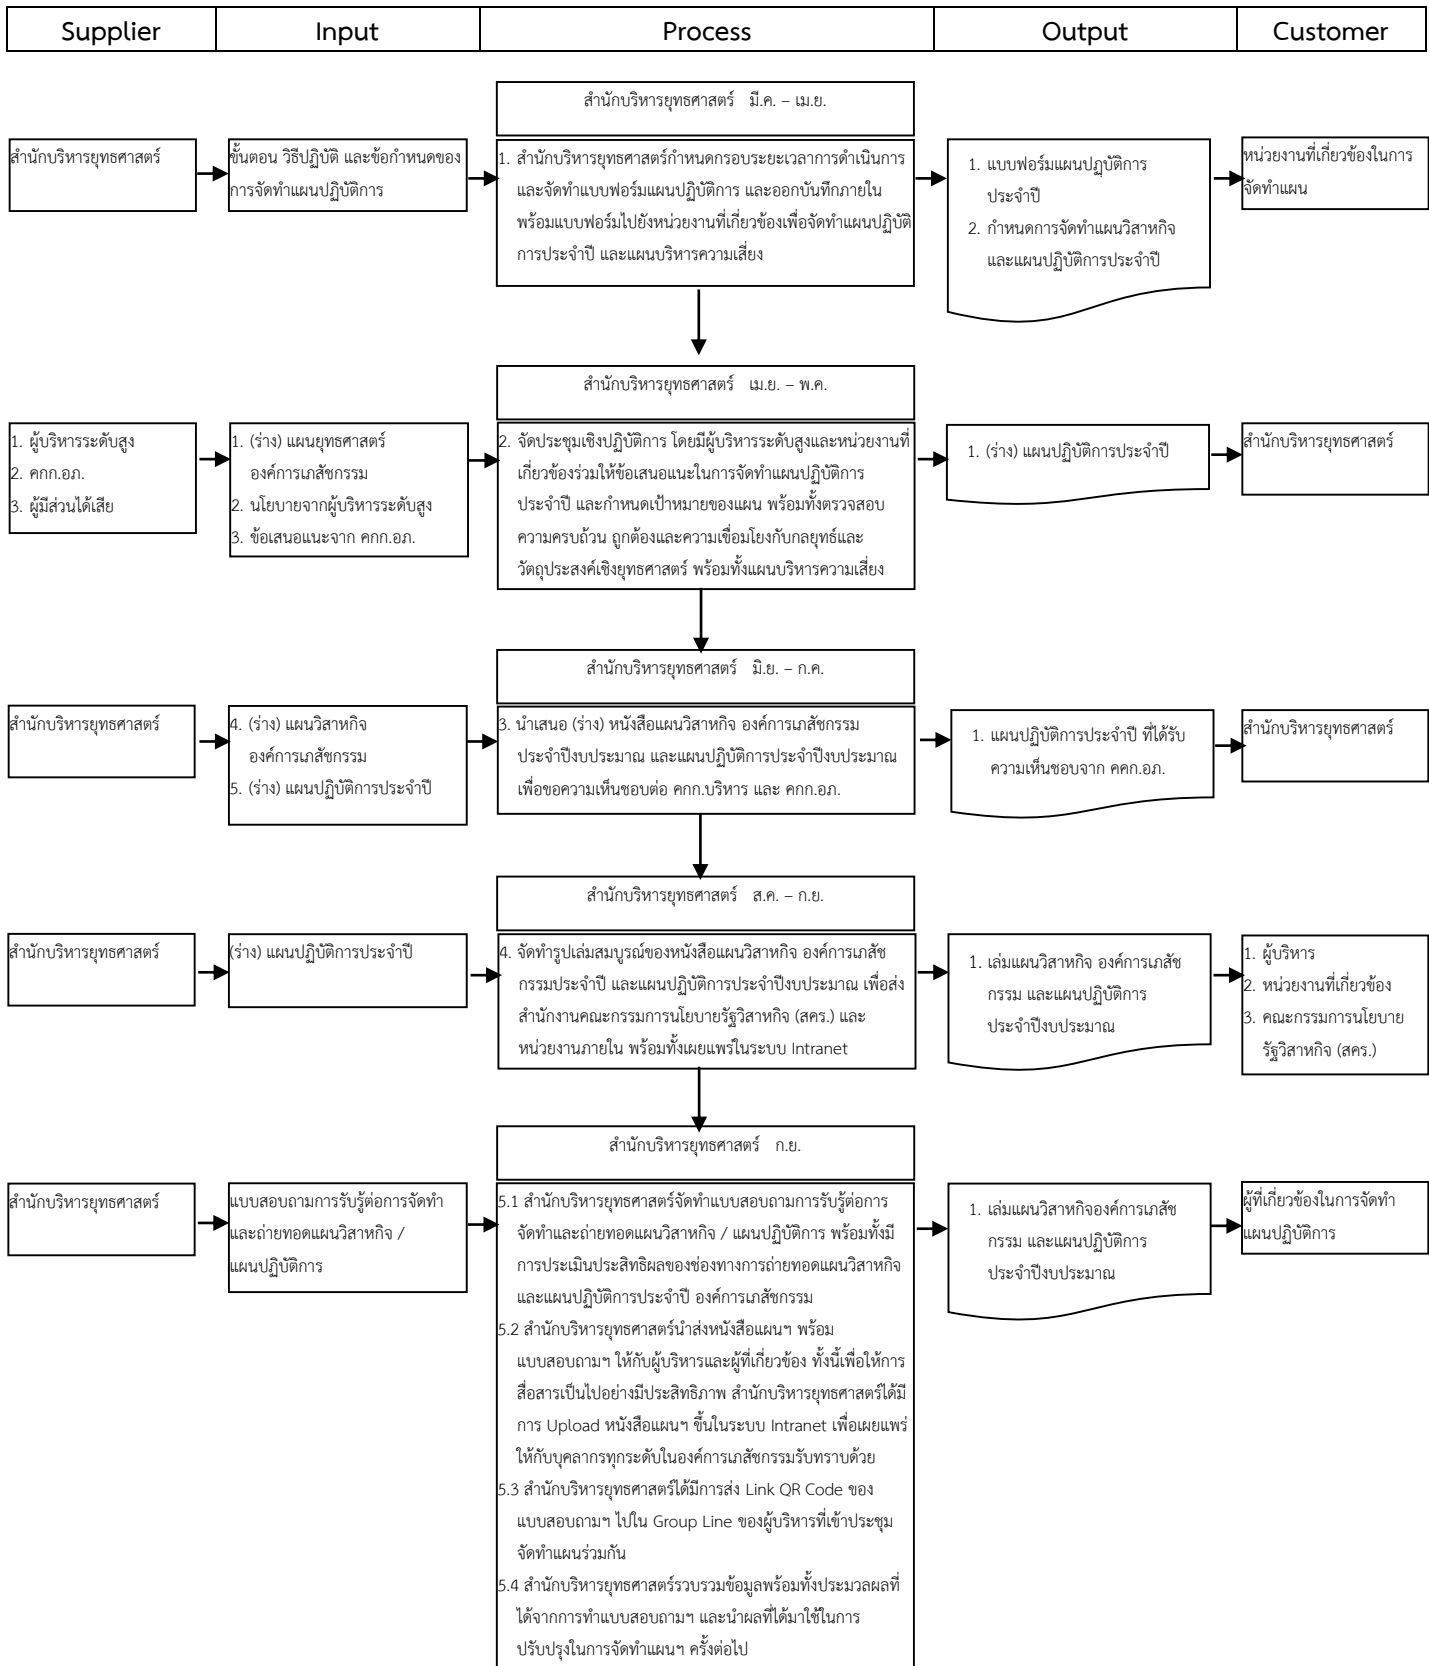 Supplier
Input
Process
Output
Customer
สำนักบริหารยุทธศาสตร์ มี.ค. – เม.ย.
สำนักบริหารยุทธศาสตร์
ขั้นตอน วิธีปฏิบัติ และข้อกำหนดของ
การจัดทำแผนปฏิบัติการ
1. สำนักบริหารยุทธศาสตร์กำหนดกรอบระยะเวลาการดำเนินการ
และจัดทำแบบฟอร์มแผนปฏิบัติการ และออกบันทึกภายใน
พร้อมแบบฟอร์มไปยังหน่วยงานที่เกี่ยวข้องเพื่อจัดทำแผนปฏิบัติ
การประจำปี และแผนบริหารความเสี่ยง
1. แบบฟอร์มแผนปฏิบัติการ
ประจำปี
2. กำหนดการจัดทำแผนวิสาหกิจ
และแผนปฏิบัติการประจำปี
หน่วยงานที่เกี่ยวข้องในการ
จัดทำแผน
สำนักบริหารยุทธศาสตร์ เม.ย. – พ.ค.
1. ผู้บริหารระดับสูง
2. คกก.อภ.
3. ผู้มีส่วนได้เสีย
1. (ร่าง) แผนยุทธศาสตร์
องค์การเภสัชกรรม
2. นโยบายจากผู้บริหารระดับสูง
3. ข้อเสนอแนะจาก คกก.อภ.
2. จัดประชุมเชิงปฏิบัติการ โดยมีผู้บริหารระดับสูงและหน่วยงานที่
เกี่ยวข้องร่วมให้ข้อเสนอแนะในการจัดทำแผนปฏิบัติการ
ประจำปี และกำหนดเป้าหมายของแผน พร้อมทั้งตรวจสอบ
ความครบถ้วน ถูกต้องและความเชื่อมโยงกับกลยุทธ์และ
วัตถุประสงค์เชิงยุทธศาสตร์ พร้อมทั้งแผนบริหารความเสี่ยง
1. (ร่าง) แผนปฏิบัติการประจำปี
สำนักบริหารยุทธศาสตร์
สำนักบริหารยุทธศาสตร์ มิ.ย. – ก.ค.
สำนักบริหารยุทธศาสตร์
4. (ร่าง) แผนวิสาหกิจ
องค์การเภสัชกรรม
5. (ร่าง) แผนปฏิบัติการประจำปี
3. นำเสนอ (ร่าง) หนังสือแผนวิสาหกิจ องค์การเภสัชกรรม
ประจำปีงบประมาณ และแผนปฏิบัติการประจำปีงบประมาณ
เพื่อขอความเห็นชอบต่อ คกก.บริหาร และ คกก.อภ.
1. แผนปฏิบัติการประจำปี ที่ได้รับ
ความเห็นชอบจาก คคก.อภ.
สำนักบริหารยุทธศาสตร์
สำนักบริหารยุทธศาสตร์ ส.ค. – ก.ย.
สำนักบริหารยุทธศาสตร์
(ร่าง) แผนปฏิบัติการประจำปี
4. จัดทำรูปเล่มสมบูรณ์ของหนังสือแผนวิสาหกิจ องค์การเภสัช
กรรมประจำปี และแผนปฏิบัติการประจำปีงบประมาณ เพื่อส่ง
สำนักงานคณะกรรมการนโยบายรัฐวิสาหกิจ (สคร.) และ
หน่วยงานภายใน พร้อมทั้งเผยแพร่ในระบบ Intranet
1. เล่มแผนวิสาหกิจ องค์การเภสัช
กรรม และแผนปฏิบัติการ
ประจำปีงบประมาณ
1. ผู้บริหาร
2. หน่วยงานที่เกี่ยวข้อง
3. คณะกรรมการนโยบาย
รัฐวิสาหกิจ (สคร.)
สำนักบริหารยุทธศาสตร์ ก.ย.
สำนักบริหารยุทธศาสตร์
แบบสอบถามการรับรู้ต่อการจัดทำ
และถ่ายทอดแผนวิสาหกิจ /
แผนปฏิบัติการ
5.1 สำนักบริหารยุทธศาสตร์จัดทำแบบสอบถามการรับรู้ต่อการ
จัดทำและถ่ายทอดแผนวิสาหกิจ / แผนปฏิบัติการ พร้อมทั้งมี
การประเมินประสิทธิผลของช่องทางการถ่ายทอดแผนวิสาหกิจ
และแผนปฏิบัติการประจำปี องค์การเภสัชกรรม
5.2 สำนักบริหารยุทธศาสตร์นำส่งหนังสือแผนฯ พร้อม
แบบสอบถามฯ ให้กับผู้บริหารและผู้ที่เกี่ยวข้อง ทั้งนี้เพื่อให้การ
สื่อสารเป็นไปอย่างมีประสิทธิภาพ สำนักบริหารยุทธศาสตร์ได้มี
การ Upload หนังสือแผนฯ ขึ้นในระบบ Intranet เพื่อเผยแพร่
ให้กับบุคลากรทุกระดับในองค์การเภสัชกรรมรับทราบด้วย
5.3 สำนักบริหารยุทธศาสตร์ได้มีการส่ง Link QR Code ของ
แบบสอบถามฯ ไปใน Group Line ของผู้บริหารที่เข้าประชุม
จัดทำแผนร่วมกัน
5.4 สำนักบริหารยุทธศาสตร์รวบรวมข้อมูลพร้อมทั้งประมวลผลที่
ได้จากการทำแบบสอบถามฯ และนำผลที่ได้มาใช้ในการ
ปรับปรุงในการจัดทำแผนฯ ครั้งต่อไป
1. เล่มแผนวิสาหกิจองค์การเภสัช
กรรม และแผนปฏิบัติการ
ประจำปีงบประมาณ
ผู้ที่เกี่ยวข้องในการจัดทำ
แผนปฏิบัติการ